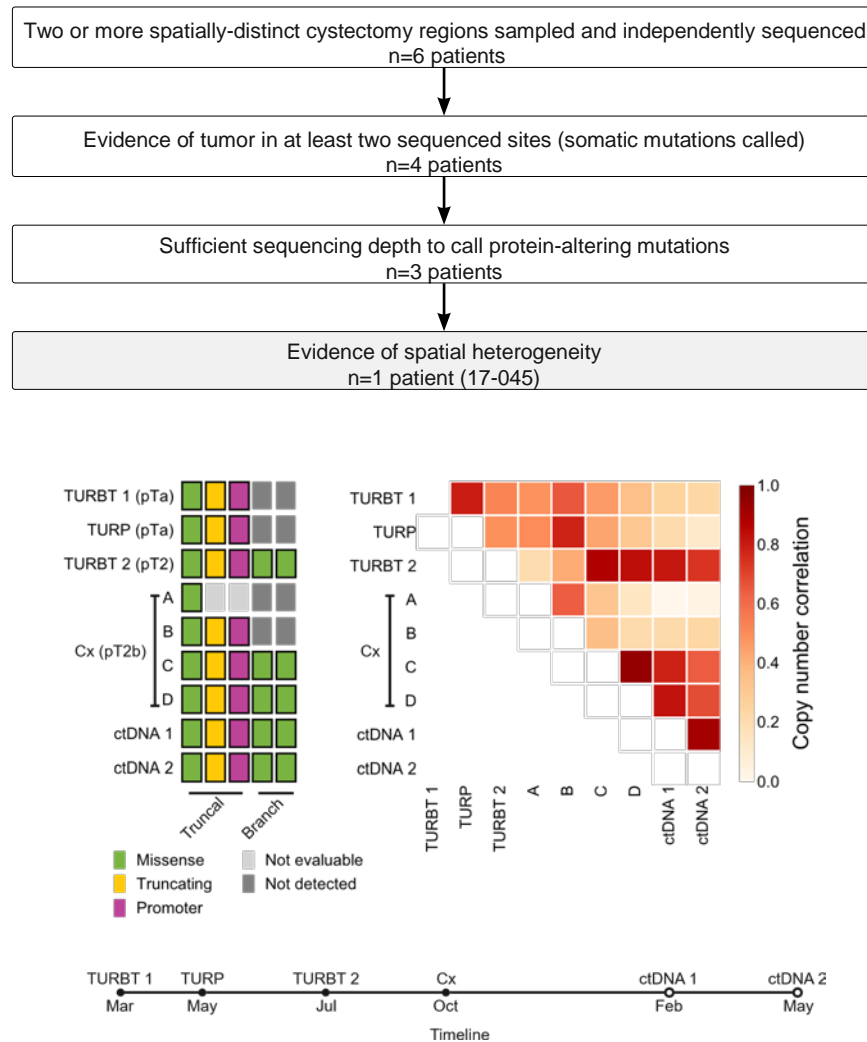 Two or more spatially-distinct cystectomy regions sampled and independently sequenced
n=6 patients
Evidence of tumor in at least two sequenced sites (somatic mutations called)
n=4 patients
Sufficient sequencing depth to call protein-altering mutations
n=3 patients
Evidence of spatial heterogeneity
n=1 patient (17-045)
TURBT 1 (pTa)
TURP (pTa)
TURBT 2 (pT2)
A
B
Cx (pT2b)
C
D
ctDNA 1
ctDNA 2
Truncal
Branch
Missense
Truncating
Promoter
Not evaluable
Not detected
TURBT 1
TURP
TURBT 2
A
B
Cx
C
D
ctDNA 1
ctDNA 2
TURBT 1
TURP
TURBT 2
A
B
C
D
ctDNA 1
ctDNA 2
1.0
0.8
0.6
0.4
0.2
0.0
Copy number correlation
TURBT 1 TURP TURBT 2 Cx ctDNA 1 ctDNA 2
Mar May Jul Oct Feb May
Timeline